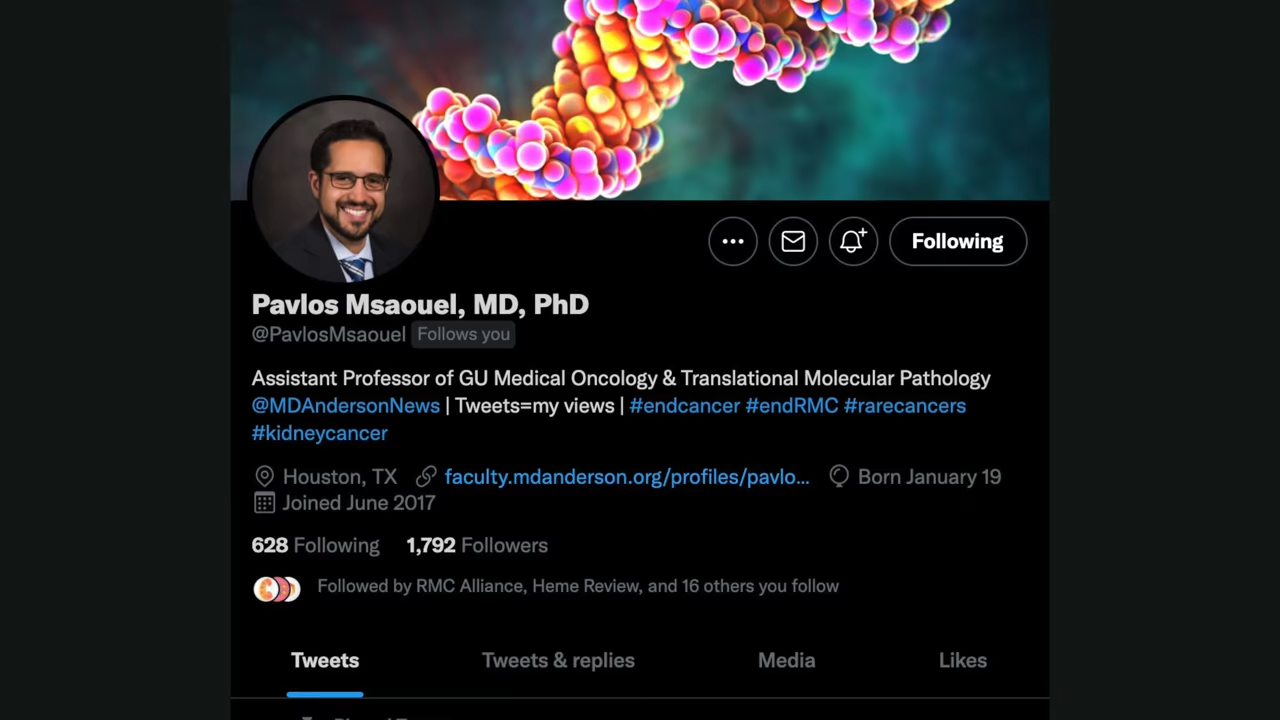 Following
Pavlos Msaouel, MD, PhD
@PavlosMsaouel Follows you
Assistant Professor of GU Medical Oncology & Translational Molecular Pathology
@MDAndersonNews | Tweets=my views | #endcancer #endRMC #rarecancers
#kidneycancer
Houston, TX faculty.mdanderson.org/profiles/pavlo... Born January 19
Joined June 2017
628 Following 1,792 Followers
Followed by RMC Alliance, Heme Review, and 16 others you follow
Tweets Tweets & replies Media Likes